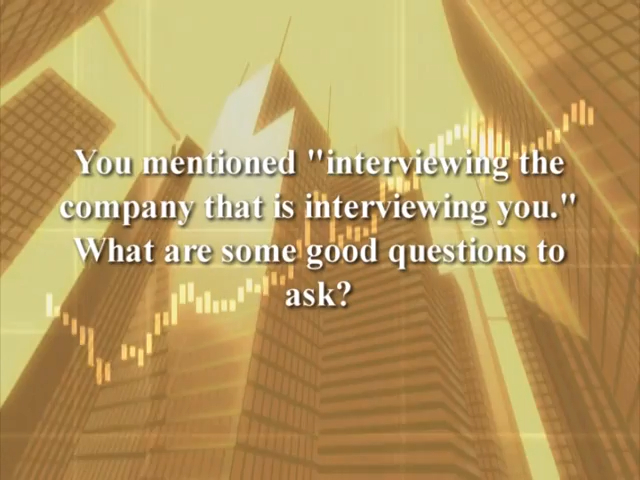 You mentioned "interviewing the
company that is interviewing you."
What are some good questions to
ask?